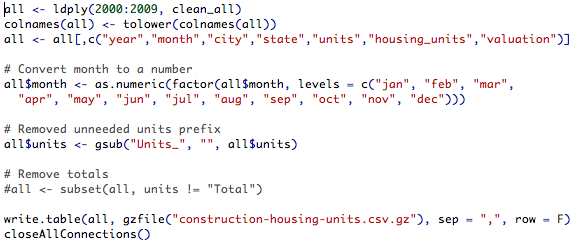 all <- ldply(2000:2009, clean_all)
colnames(all) <- tolower(colnames(all))
all <- all[,c("year","month","city","state","units","housing_units","valuation")]
# Convert month to a number
all$month <- as.numeric(factor(all$month, levels = c("jan", "feb", "mar",
"apr", "may", "jun", "jul", "aug", "sep", "oct", "nov", "dec")))
# Removed unneeded units prefix
all$units <- gsub("Units_", "", all$units)
# Remove totals
#all <- subset(all, units != "Total")
write.table(all, gzfile("construction-housing-units.csv.gz"), sep = ",", row = F)
closeAllConnections()